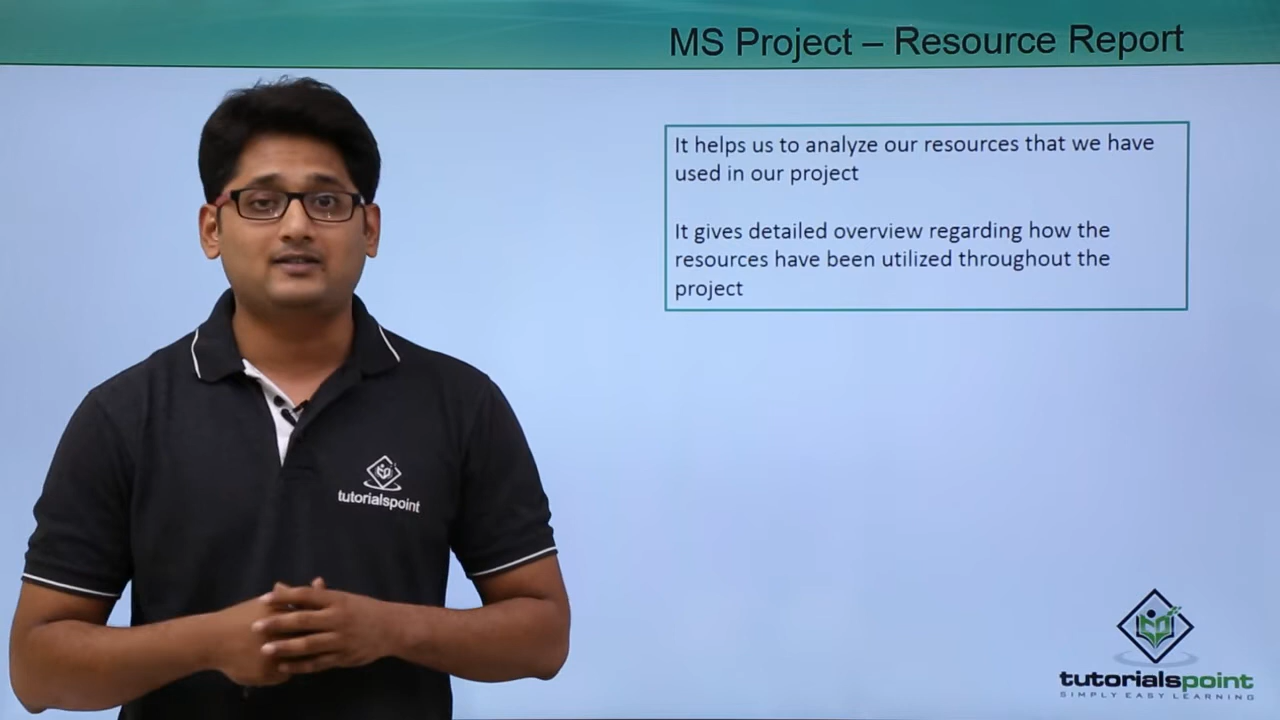 MS Project – Resource Report
It helps us to analyze our resources that we have
used in our project
It gives detailed overview regarding how the
resources have been utilized throughout the
project
tutorialspoint
tutorialspoint
SIMPLY EASY LEARNING